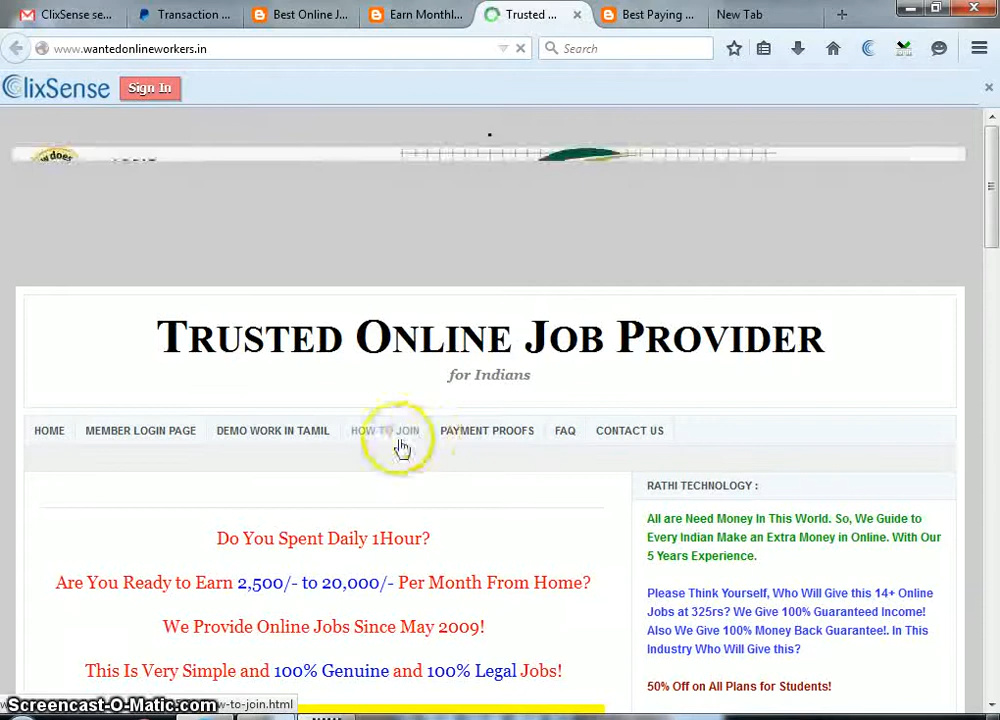 ClixSense se...
Transaction ...
Best Online J...
Earn Monthl...
Trusted ...
Best Paying ...
New Tab
www.wantedonlineworkers.in
Search
ClixSense
Sign In
TRUSTED ONLINE JOB PROVIDER
for Indians
HOME
MEMBER LOGIN PAGE
DEMO WORK IN TAMIL
HOW TO JOIN
PAYMENT PROOFS
FAQ
CONTACT US
Do You Spent Daily 1Hour?
Are You Ready to Earn 2,500/- to 20,000/- Per Month From Home?
We Provide Online Jobs Since May 2009!
This Is Very Simple and 100% Genuine and 100% Legal Jobs!
RATHI TECHNOLOGY :
All are Need Money In This World. So, We Guide to
Every Indian Make an Extra Money in Online. With Our
5 Years Experience.
Please Think Yourself, Who Will Give this 14+ Online
Jobs at 325rs? We Give 100% Guaranteed Income!
Also We Give 100% Money Back Guarantee!. In This
Industry Who Will Give this?
50% Off on All Plans for Students!
w-to-join.html
Screencast-O-Matic.com